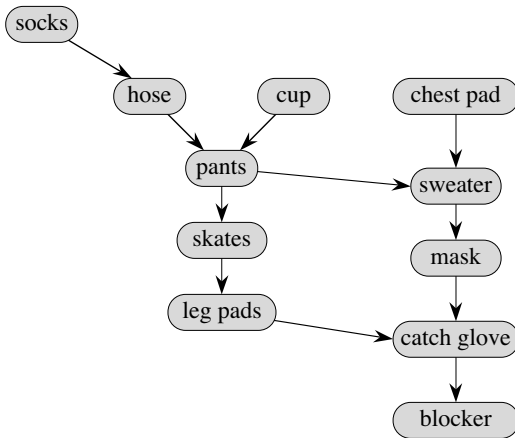 socks
hose
cup
chest pad
pants
sweater
skates
mask
leg pads
catch glove
blocker